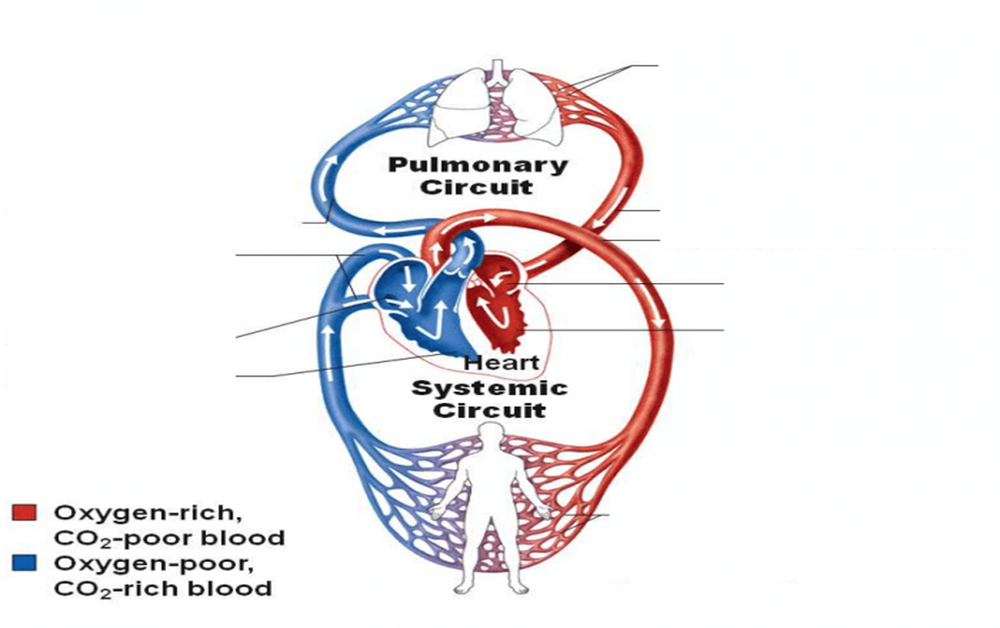 Pulmonary
Circuit
Heart
Systemic
Circuit
Oxygen-rich,
CO₂-poor blood
Oxygen-poor,
CO₂-rich blood